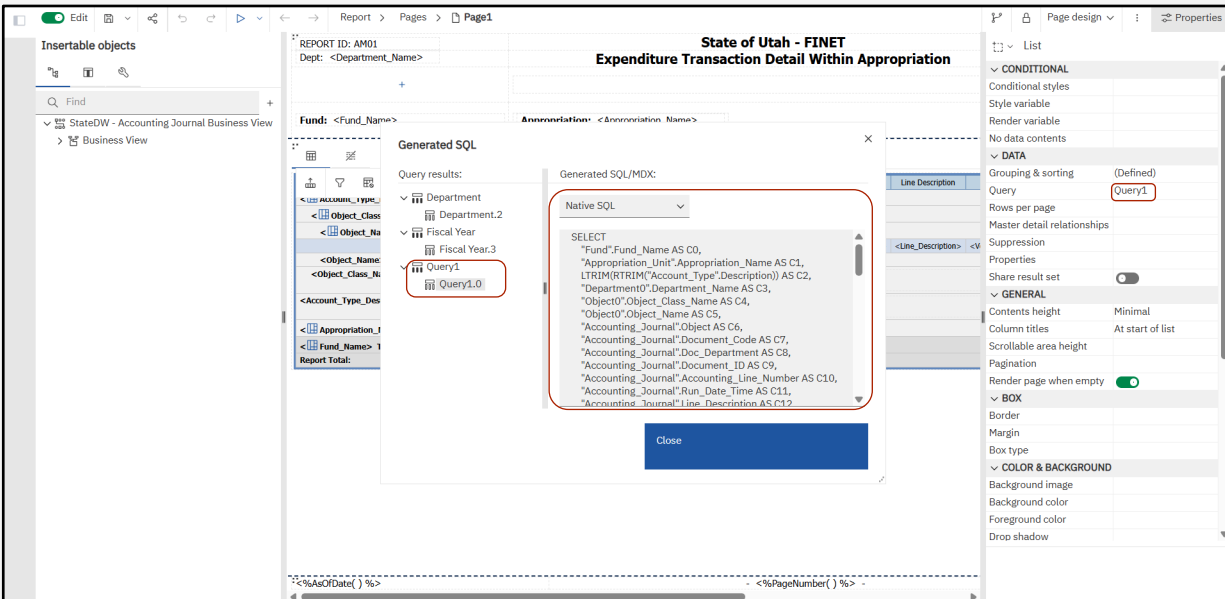 Edit
Report > Pages > Page1
Page design
Properties
Insertable objects
Find
StateDW - Accounting Journal Business View
Business View
REPORT ID: AM01
Dept: <Department_Name>
State of Utah - FINET
Expenditure Transaction Detail Within Appropriation
Fund: <Fund_Name>
Appropriation: <Appropriation_Name>
Line Description
<Object_Class
<Object_Na
<Line_Description>
<Object_Name
<Object_Class_Na
<Account_Type_Des
<Appropriation_
<Fund_Name> T
Report Total:
Generated SQL
Query results:
Department
Department.2
Fiscal Year
Fiscal Year.3
Query1
Query1.0
Generated SQL/MDX:
Native SQL
SELECT
"Fund".Fund_Name AS C0,
"Appropriation_Unit".Appropriation_Name AS C1,
LTRIM(RTRIM("Account_Type".Description)) AS C2,
"Department0".Department_Name AS C3,
"Object0".Object_Class_Name AS C4,
"Object0".Object_Name AS C5,
"Accounting_Journal".Object AS C6,
"Accounting_Journal".Document_Code AS C7,
"Accounting_Journal".Doc_Department AS C8,
"Accounting_Journal".Document_ID AS C9,
"Accounting_Journal".Accounting_Line_Number AS C10,
"Accounting_Journal".Run_Date_Time AS C11,
"Accounting_Journal".Line_Description AS C12
Close
<%AsOfDate( ) %>
- <%PageNumber( ) %> -
List
CONDITIONAL
Conditional styles
Style variable
Render variable
No data contents
DATA
Grouping & sorting (Defined)
Query Query1
Rows per page
Master detail relationships
Suppression
Properties
Share result set
GENERAL
Contents height Minimal
Column titles At start of list
Scrollable area height
Pagination
Render page when empty
BOX
Border
Margin
Box type
COLOR & BACKGROUND
Background image
Background color
Foreground color
Drop shadow